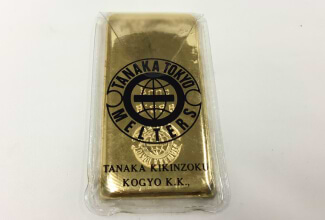 TANAKA TOKYO
MELTERS
TANAKA KIKINZOKU
KOGYO K.K.,